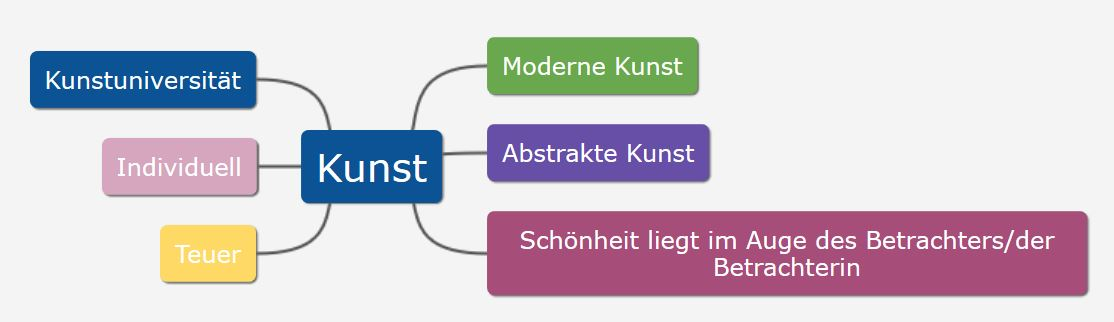 Kunstuniversität
Moderne Kunst
Individuell
Kunst
Abstrakte Kunst
Teuer
Schönheit liegt im Auge des Betrachters/der
Betrachterin